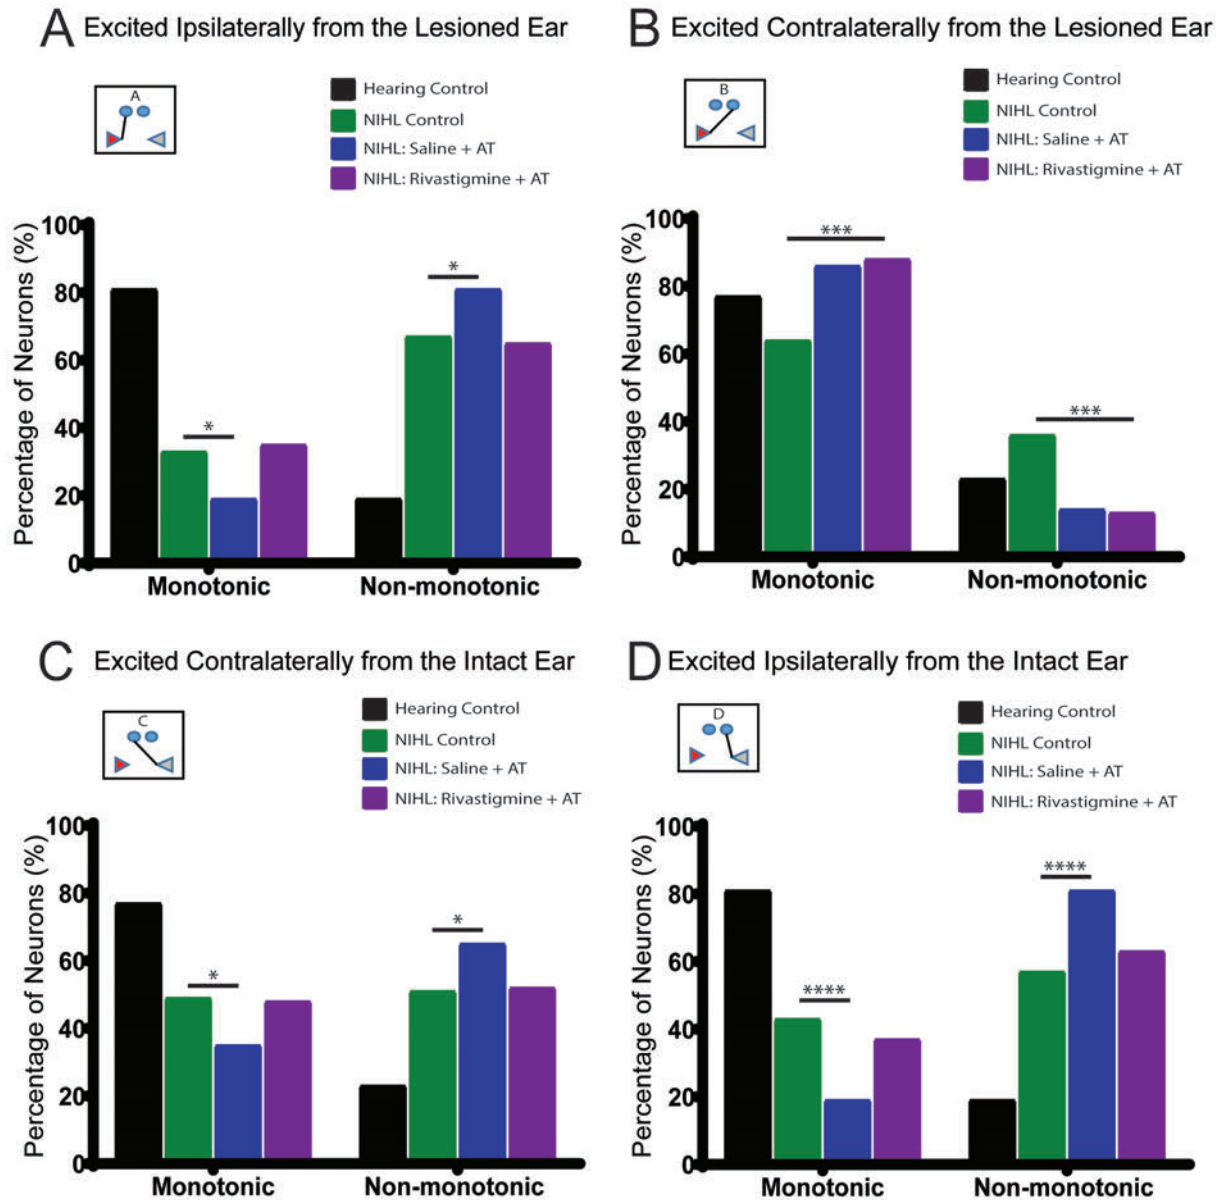 A Excited Ipsilaterally from the Lesioned Ear
A
Hearing Control
NIHL Control
NIHL: Saline + AT
NIHL: Rivastigmine + AT
Percentage of Neurons (%)
100
80
60
40
20
0
*
*
Monotonic
Non-monotonic
B Excited Contralaterally from the Lesioned Ear
B
Hearing Control
NIHL Control
NIHL: Saline + AT
NIHL: Rivastigmine + AT
Percentage of Neurons (%)
100
80
60
40
20
0
***
***
Monotonic
Non-monotonic
C Excited Contralaterally from the Intact Ear
C
Hearing Control
NIHL Control
NIHL: Saline + AT
NIHL: Rivastigmine + AT
Percentage of Neurons (%)
100
80
60
40
20
0
*
*
Monotonic
Non-monotonic
D Excited Ipsilaterally from the Intact Ear
D
Hearing Control
NIHL Control
NIHL: Saline + AT
NIHL: Rivastigmine + AT
Percentage of Neurons (%)
100
80
60
40
20
0
****
****
Monotonic
Non-monotonic